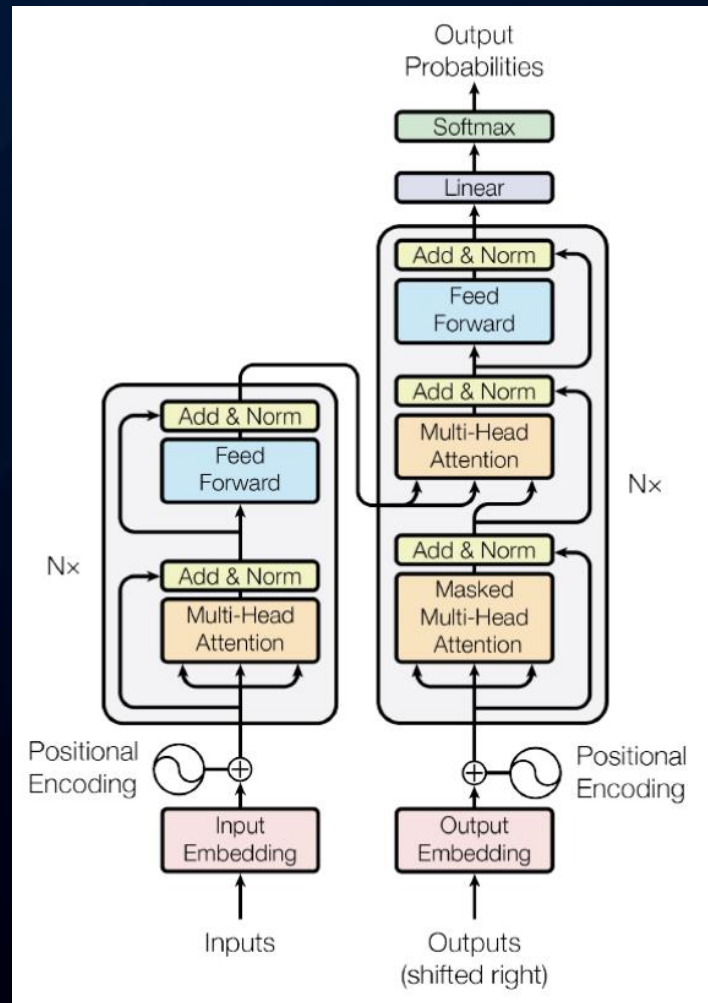 Output
Probabilities
Softmax
Linear
Add & Norm
Feed
Forward
Add & Norm
Multi-Head
Attention
Nx
Add & Norm
Masked
Multi-Head
Attention
Add & Norm
Feed
Forward
Nx
Add & Norm
Multi-Head
Attention
Positional
Encoding
Positional
Encoding
Input
Embedding
Output
Embedding
Inputs
Outputs
(shifted right)